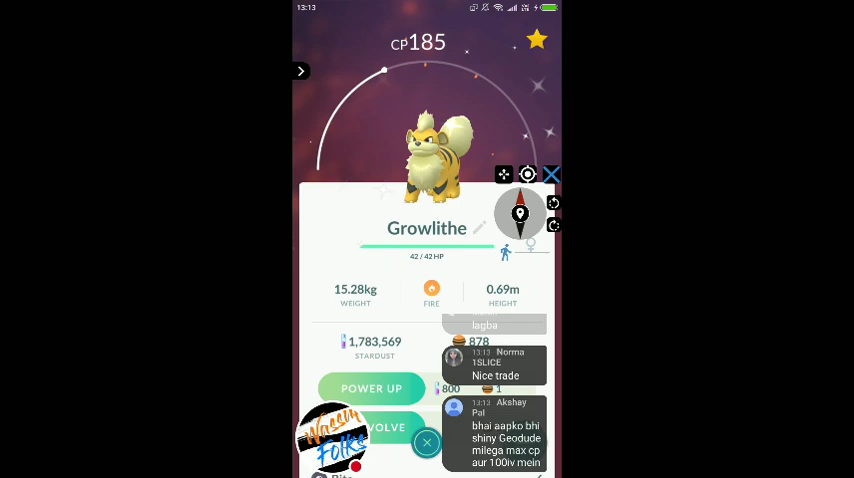 13:13
CP185
Growlithe
42 / 42 HP
15.28kg
WEIGHT
FIRE
0.69m
HEIGHT
lagba
1,783,569
STARDUST
878
13:13 Norma
1SLICE
Nice trade
POWER UP
800
1
13:13 Akshay
Pal
bhai aapko bhi
shiny Geodude
milega max cp
aur 100iv mein
VOLVE
Wassup
Folks